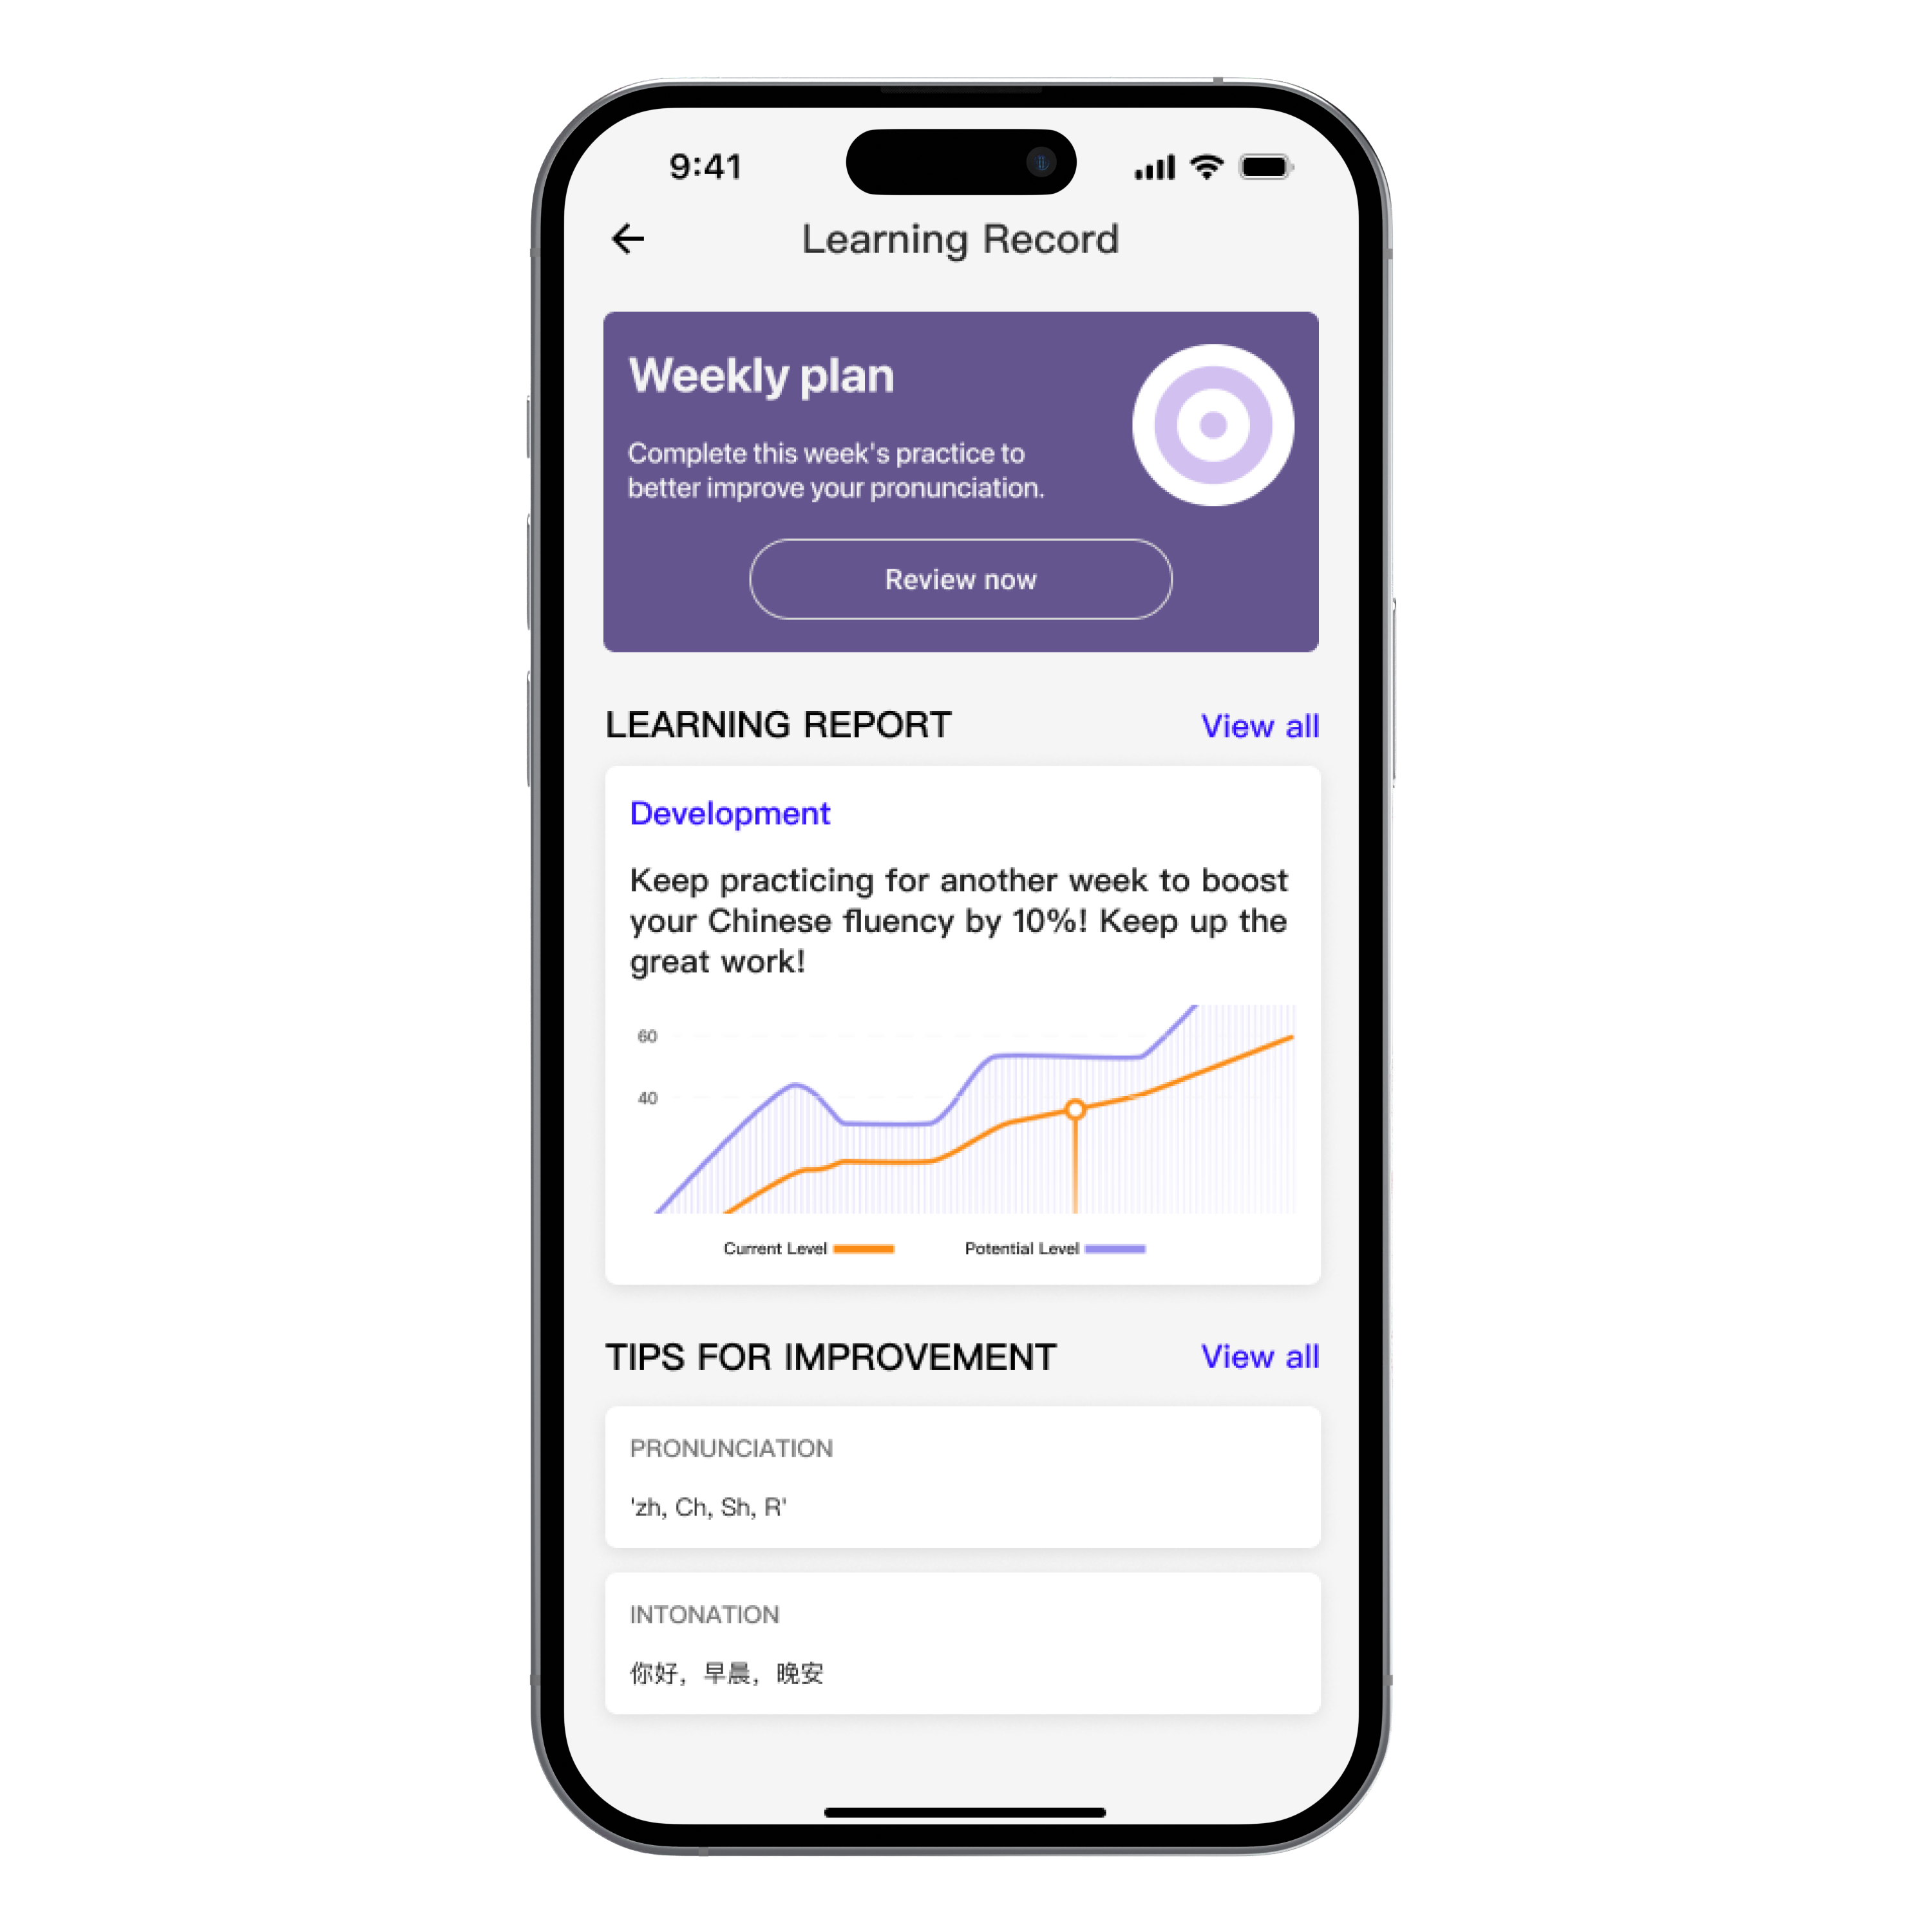 9:41
Learning Record
Weekly plan
Complete this week's practice to
better improve your pronunciation.
Review now
LEARNING REPORT
View all
Development
Keep practicing for another week to boost
your Chinese fluency by 10%! Keep up the
great work!
60
40
Current Level
Potential Level
TIPS FOR IMPROVEMENT
View all
PRONUNCIATION
'zh, Ch, Sh, R'
INTONATION
你好，早晨，晚安